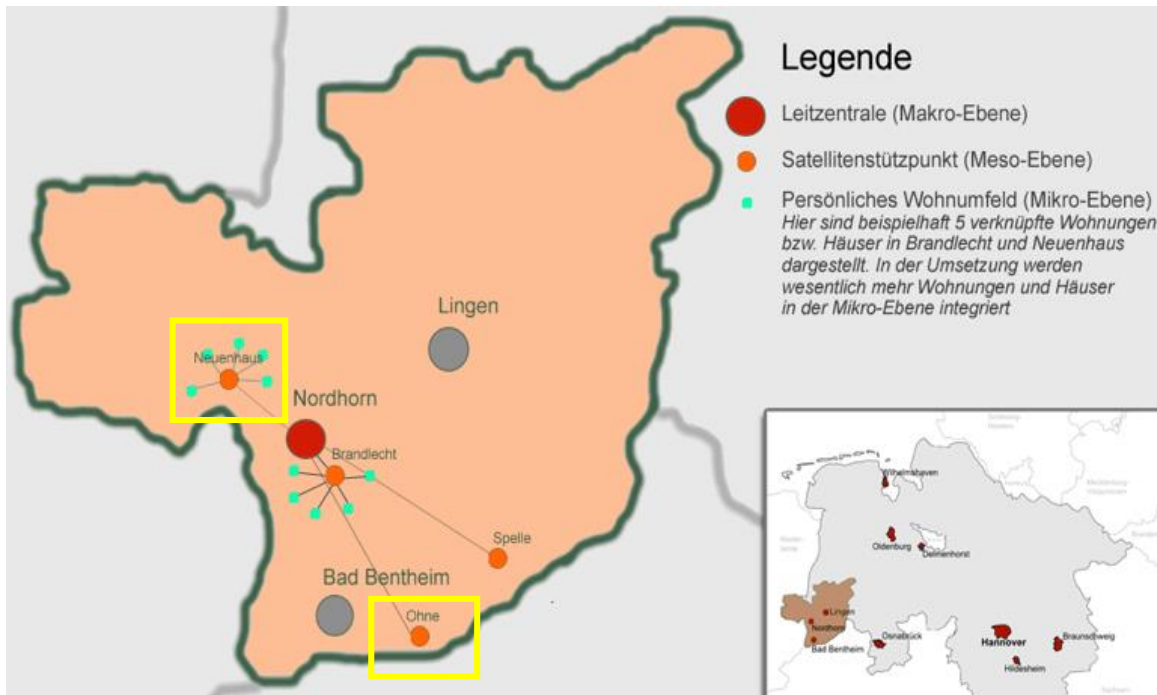 Legende
Leitzentrale (Makro-Ebene)
Satellitenstützpunkt (Meso-Ebene)
Persönliches Wohnumfeld (Mikro-Ebene)
Hier sind beispielhaft 5 verknüpfte Wohnungen
bzw. Häuser in Brandlecht und Neuenhaus
dargestellt. In der Umsetzung werden
wesentlich mehr Wohnungen und Häuser
in der Mikro-Ebene integriert
Lingen
Neuenhaus
Nordhorn
Brandlecht
Spelle
Bad Bentheim
Ohne
Wilhelmshaven
Oldenburg
Delmenhorst
Lingen
Nordhorn
Bad Bentheim
Osnabrück
Hannover
Braunschweig
Hildesheim